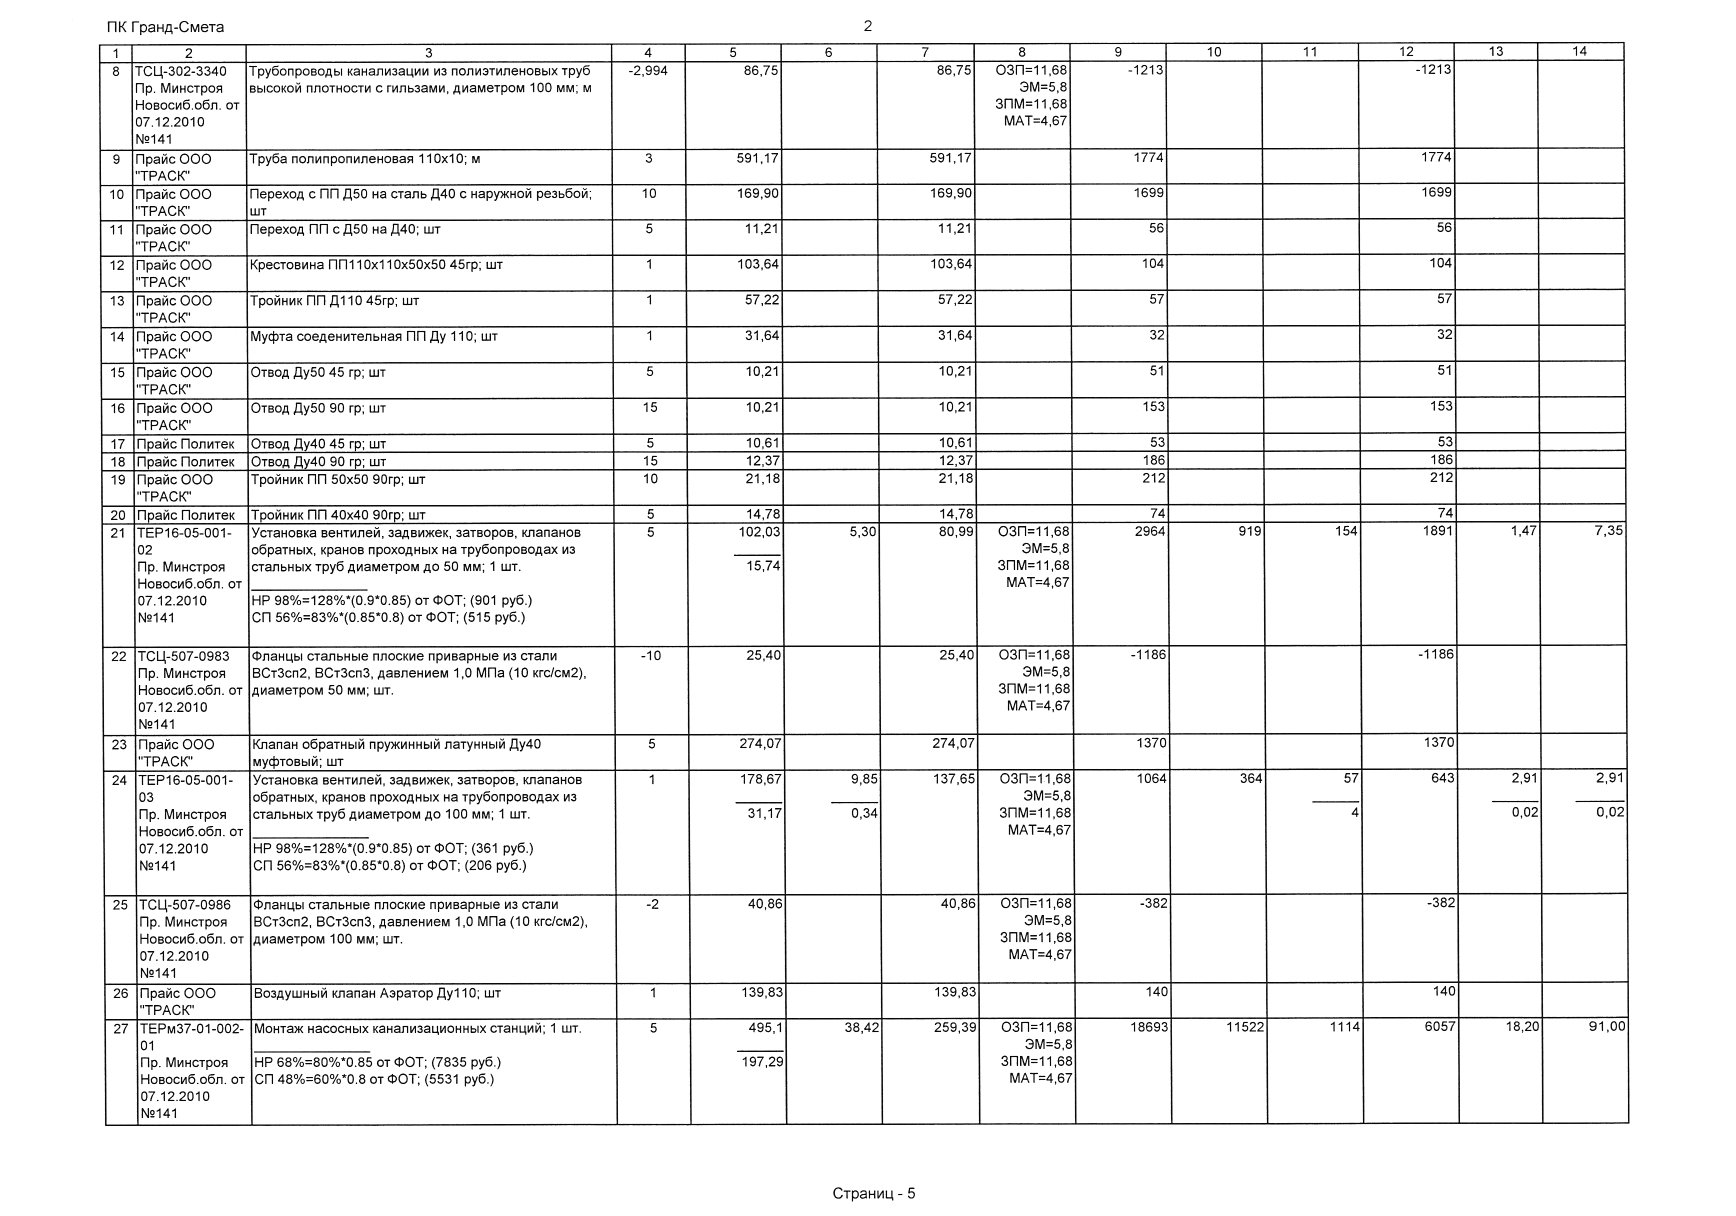 ПК Гранд-Смета
2
1 2 3 4 5 6 7 8 9 10 11 12 13 14
8 ТСЦ-302-3340 Трубопроводы канализации из полиэтиленовых труб -2,994 86,75 86,75 ОЗП=11,68 -1213 -1213
Пр. Минстроя высокой плотности с гильзами, диаметром 100 мм; м ЭМ=5,8
Новосиб.обл. от ЗПМ=11,68
07.12.2010 МАТ=4,67
№141
9 Прайс ООО Труба полипропиленовая 110х10; м 3 591,17 591,17 1774 1774
"ТРАСК"
10 Прайс ООО Переход с ПП Д50 на сталь Д40 с наружной резьбой; 10 169,90 169,90 1699 1699
"ТРАСК" шт
11 Прайс ООО Переход ПП с Д50 на Д40; шт 5 11,21 11,21 56 56
"ТРАСК"
12 Прайс ООО Крестовина ПП110х110х50х50 45гр; шт 1 103,64 103,64 104 104
"ТРАСК"
13 Прайс ООО Тройник ПП Д110 45гр; шт 1 57,22 57,22 57 57
"ТРАСК"
14 Прайс ООО Муфта соеденительная ПП Ду 110; шт 1 31,64 31,64 32 32
"ТРАСК"
15 Прайс ООО Отвод Ду50 45 гр; шт 5 10,21 10,21 51 51
"ТРАСК"
16 Прайс ООО Отвод Ду50 90 гр; шт 15 10,21 10,21 153 153
"ТРАСК"
17 Прайс Политек Отвод Ду40 45 гр; шт 5 10,61 10,61 53 53
18 Прайс Политек Отвод Ду40 90 гр; шт 15 12,37 12,37 186 186
19 Прайс ООО Тройник ПП 50х50 90гр; шт 10 21,18 21,18 212 212
"ТРАСК"
20 Прайс Политек Тройник ПП 40х40 90гр; шт 5 14,78 14,78 74 74
21 ТЕР16-05-001- Установка вентилей, задвижек, затворов, клапанов 5 102,03 5,30 80,99 ОЗП=11,68 2964 919 154 1891 1,47 7,35
02 обратных, кранов проходных на трубопроводах из ЭМ=5,8
Пр. Минстроя стальных труб диаметром до 50 мм; 1 шт. 15,74 ЗПМ=11,68
Новосиб.обл. от МАТ=4,67
07.12.2010 НР 98%=128%*(0.9*0.85) от ФОТ; (901 руб.)
№141 СП 56%=83%*(0.85*0.8) от ФОТ; (515 руб.)
22 ТСЦ-507-0983 Фланцы стальные плоские приварные из стали -10 25,40 25,40 ОЗП=11,68 -1186 -1186
Пр. Минстроя ВСт3сп2, ВСт3сп3, давлением 1,0 МПа (10 кгс/см2), ЭМ=5,8
Новосиб.обл. от диаметром 50 мм; шт. ЗПМ=11,68
07.12.2010 МАТ=4,67
№141
23 Прайс ООО Клапан обратный пружинный латунный Ду40 5 274,07 274,07 1370 1370
"ТРАСК" муфтовый; шт
24 ТЕР16-05-001- Установка вентилей, задвижек, затворов, клапанов 1 178,67 9,85 137,65 ОЗП=11,68 1064 364 57 643 2,91 2,91
03 обратных, кранов проходных на трубопроводах из ЭМ=5,8
Пр. Минстроя стальных труб диаметром до 100 мм; 1 шт. 31,17 0,34 ЗПМ=11,68 4 0,02 0,02
Новосиб.обл. от МАТ=4,67
07.12.2010 НР 98%=128%*(0.9*0.85) от ФОТ; (361 руб.)
№141 СП 56%=83%*(0.85*0.8) от ФОТ; (206 руб.)
25 ТСЦ-507-0986 Фланцы стальные плоские приварные из стали -2 40,86 40,86 ОЗП=11,68 -382 -382
Пр. Минстроя ВСт3сп2, ВСт3сп3, давлением 1,0 МПа (10 кгс/см2), ЭМ=5,8
Новосиб.обл. от диаметром 100 мм; шт. ЗПМ=11,68
07.12.2010 МАТ=4,67
№141
26 Прайс ООО Воздушный клапан Аэратор Ду110; шт 1 139,83 139,83 140 140
"ТРАСК"
27 ТЕРм37-01-002- Монтаж насосных канализационных станций; 1 шт. 5 495,1 38,42 259,39 ОЗП=11,68 18693 11522 1114 6057 18,20 91,00
01 ЭМ=5,8
Пр. Минстроя НР 68%=80%*0.85 от ФОТ; (7835 руб.) 197,29 ЗПМ=11,68
Новосиб.обл. от СП 48%=60%*0.8 от ФОТ; (5531 руб.) МАТ=4,67
07.12.2010
№141
Страниц - 5